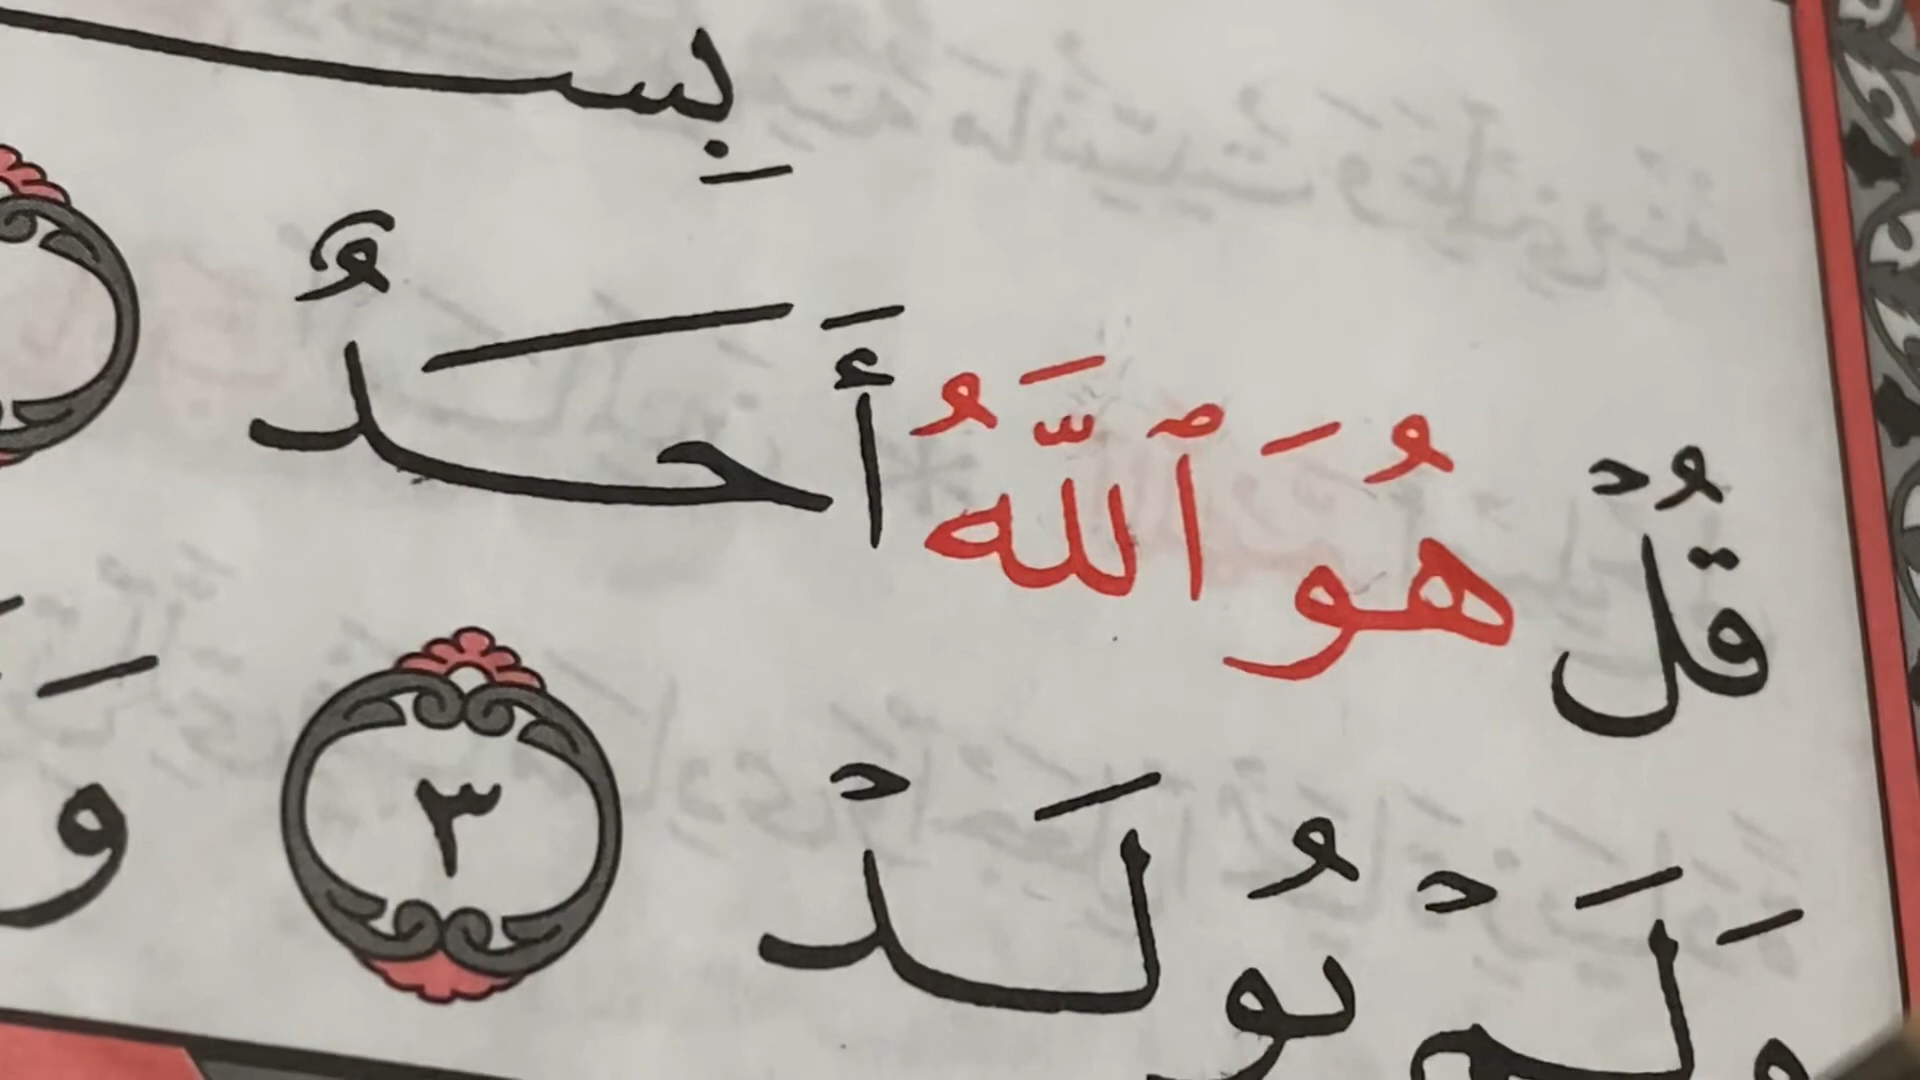 بِسـ
قُلْ هُوَ ٱللَّهُ أَحَدٌ
وَلَمْ يُولَدْ ٣ وَ